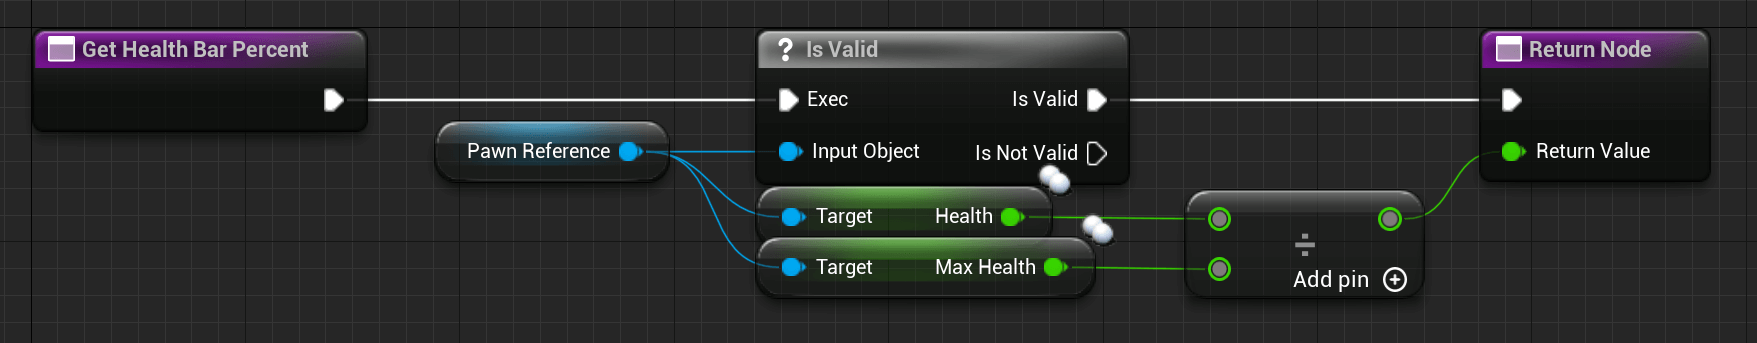 Get Health Bar Percent
? Is Valid
Return Node
Exec
Is Valid
Pawn Reference
Input Object
Is Not Valid
Return Value
Target
Health
Target
Max Health
÷
Add pin